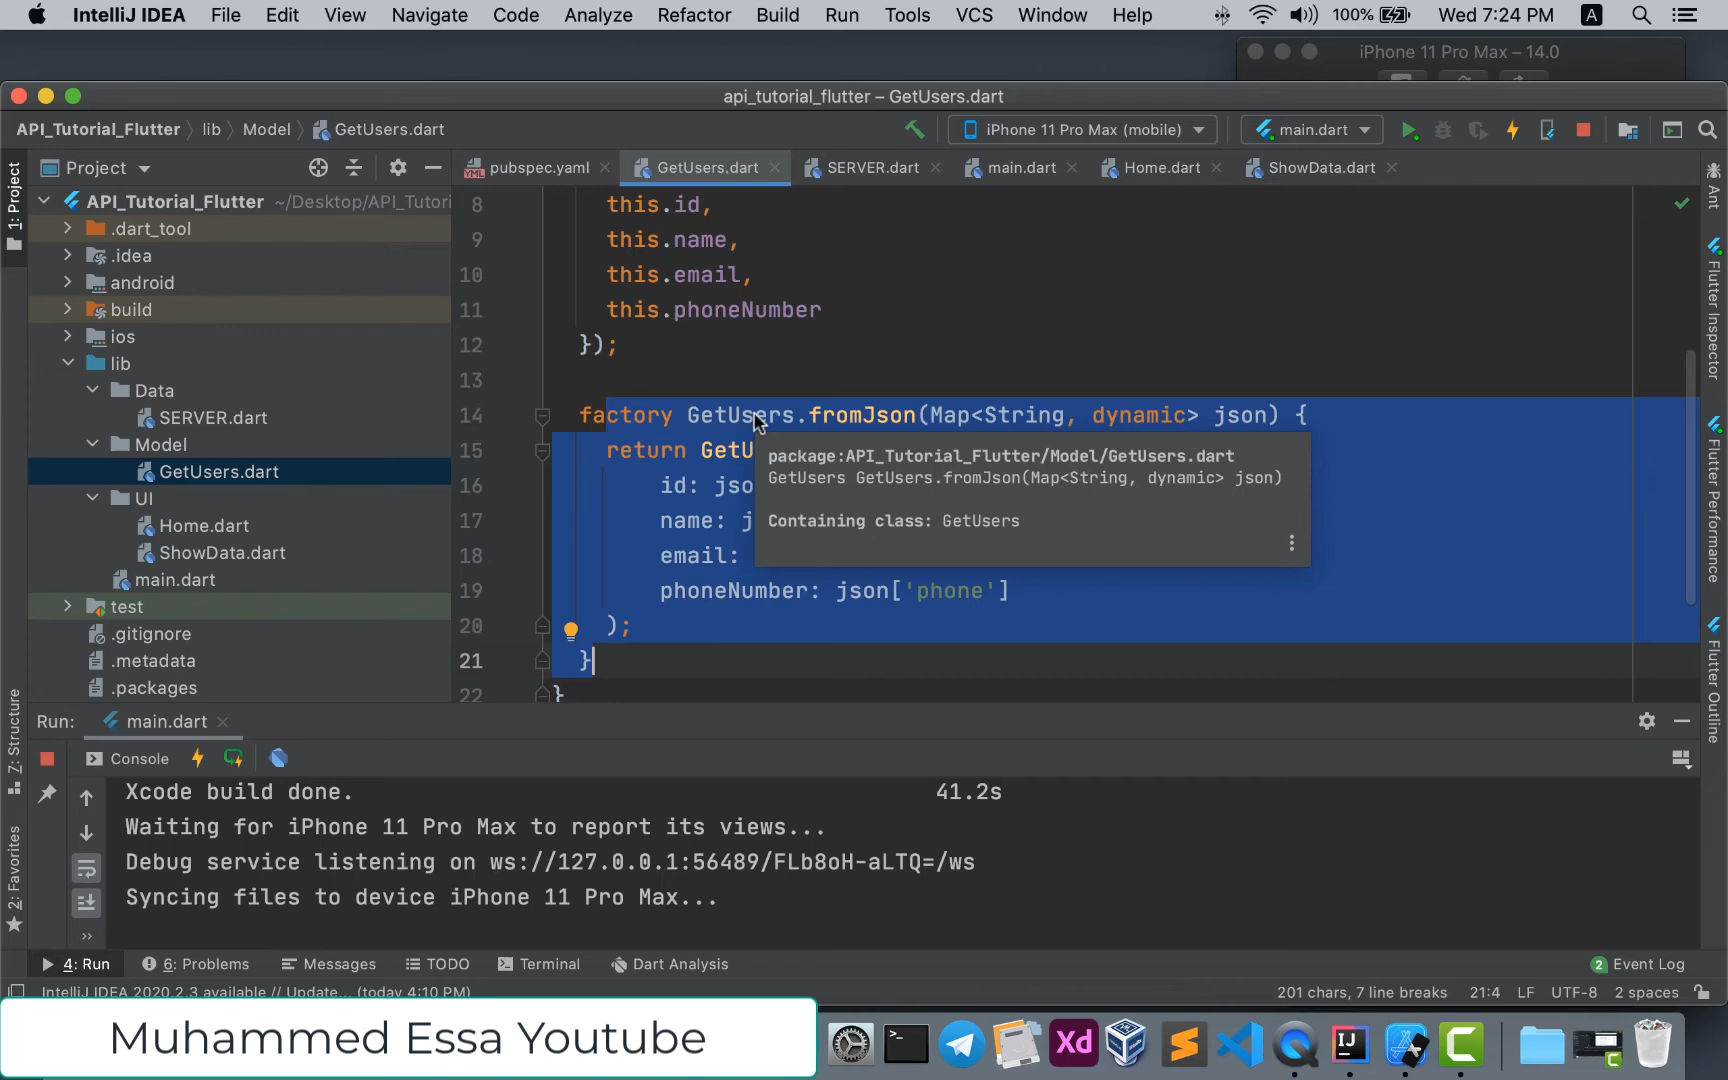 IntelliJ IDEA File Edit View Navigate Code Analyze Refactor Build Run Tools VCS Window Help 100% Wed 7:24 PM A
iPhone 11 Pro Max – 14.0
api_tutorial_flutter – GetUsers.dart
API_Tutorial_Flutter lib Model GetUsers.dart iPhone 11 Pro Max (mobile) main.dart
Project pubspec.yaml GetUsers.dart SERVER.dart main.dart Home.dart ShowData.dart
1: Project
Z: Structure
2: Favorites
API_Tutorial_Flutter ~/Desktop/API_Tutori
.dart_tool
.idea
android
build
ios
lib
Data
SERVER.dart
Model
GetUsers.dart
UI
Home.dart
ShowData.dart
main.dart
test
.gitignore
.metadata
.packages
8 this.id,
9 this.name,
10 this.email,
11 this.phoneNumber
12 });
13
14 factory GetUsers.fromJson(Map<String, dynamic> json) {
15 return GetU
16 id: jso
17 name: j
18 email:
19 phoneNumber: json['phone']
20 );
21 }
22 }
package:API_Tutorial_Flutter/Model/GetUsers.dart
GetUsers GetUsers.fromJson(Map<String, dynamic> json)
Containing class: GetUsers
Ant
Flutter Inspector
Flutter Performance
Flutter Outline
Run: main.dart
Console
Xcode build done. 41.2s
Waiting for iPhone 11 Pro Max to report its views...
Debug service listening on ws://127.0.0.1:56489/FLb8oH-aLTQ=/ws
Syncing files to device iPhone 11 Pro Max...
4: Run 6: Problems Messages TODO Terminal Dart Analysis 2 Event Log
IntelliJ IDEA 2020.2.3 available // Update... (today 4:10 PM) 201 chars, 7 line breaks 21:4 LF UTF-8 2 spaces
Muhammed Essa Youtube
Xd
IJ